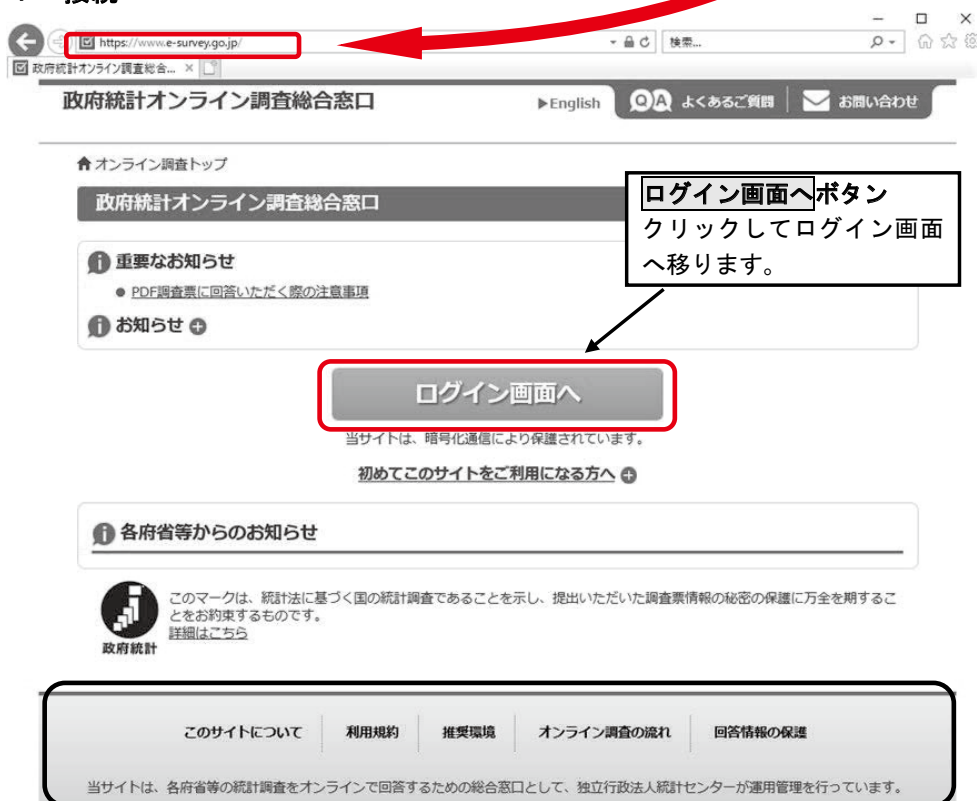 https://www.e-survey.go.jp/
検索...
政府統計オンライン調査総合...
政府統計オンライン調査総合窓口
▶English
QA よくあるご質問
お問い合わせ
オンライン調査トップ
政府統計オンライン調査総合窓口
ログイン画面へボタン
クリックしてログイン画面
へ移ります。
重要なお知らせ
● PDF調査票に回答いただく際の注意事項
お知らせ
ログイン画面へ
当サイトは、暗号化通信により保護されています。
初めてこのサイトをご利用になる方へ
各府省等からのお知らせ
このマークは、統計法に基づく国の統計調査であることを示し、提出いただいた調査票情報の秘密の保護に万全を期するこ
とをお約束するものです。
詳細はこちら
政府統計
このサイトについて
利用規約
推奨環境
オンライン調査の流れ
回答情報の保護
当サイトは、各府省等の統計調査をオンラインで回答するための総合窓口として、独立行政法人統計センターが運用管理を行っています。